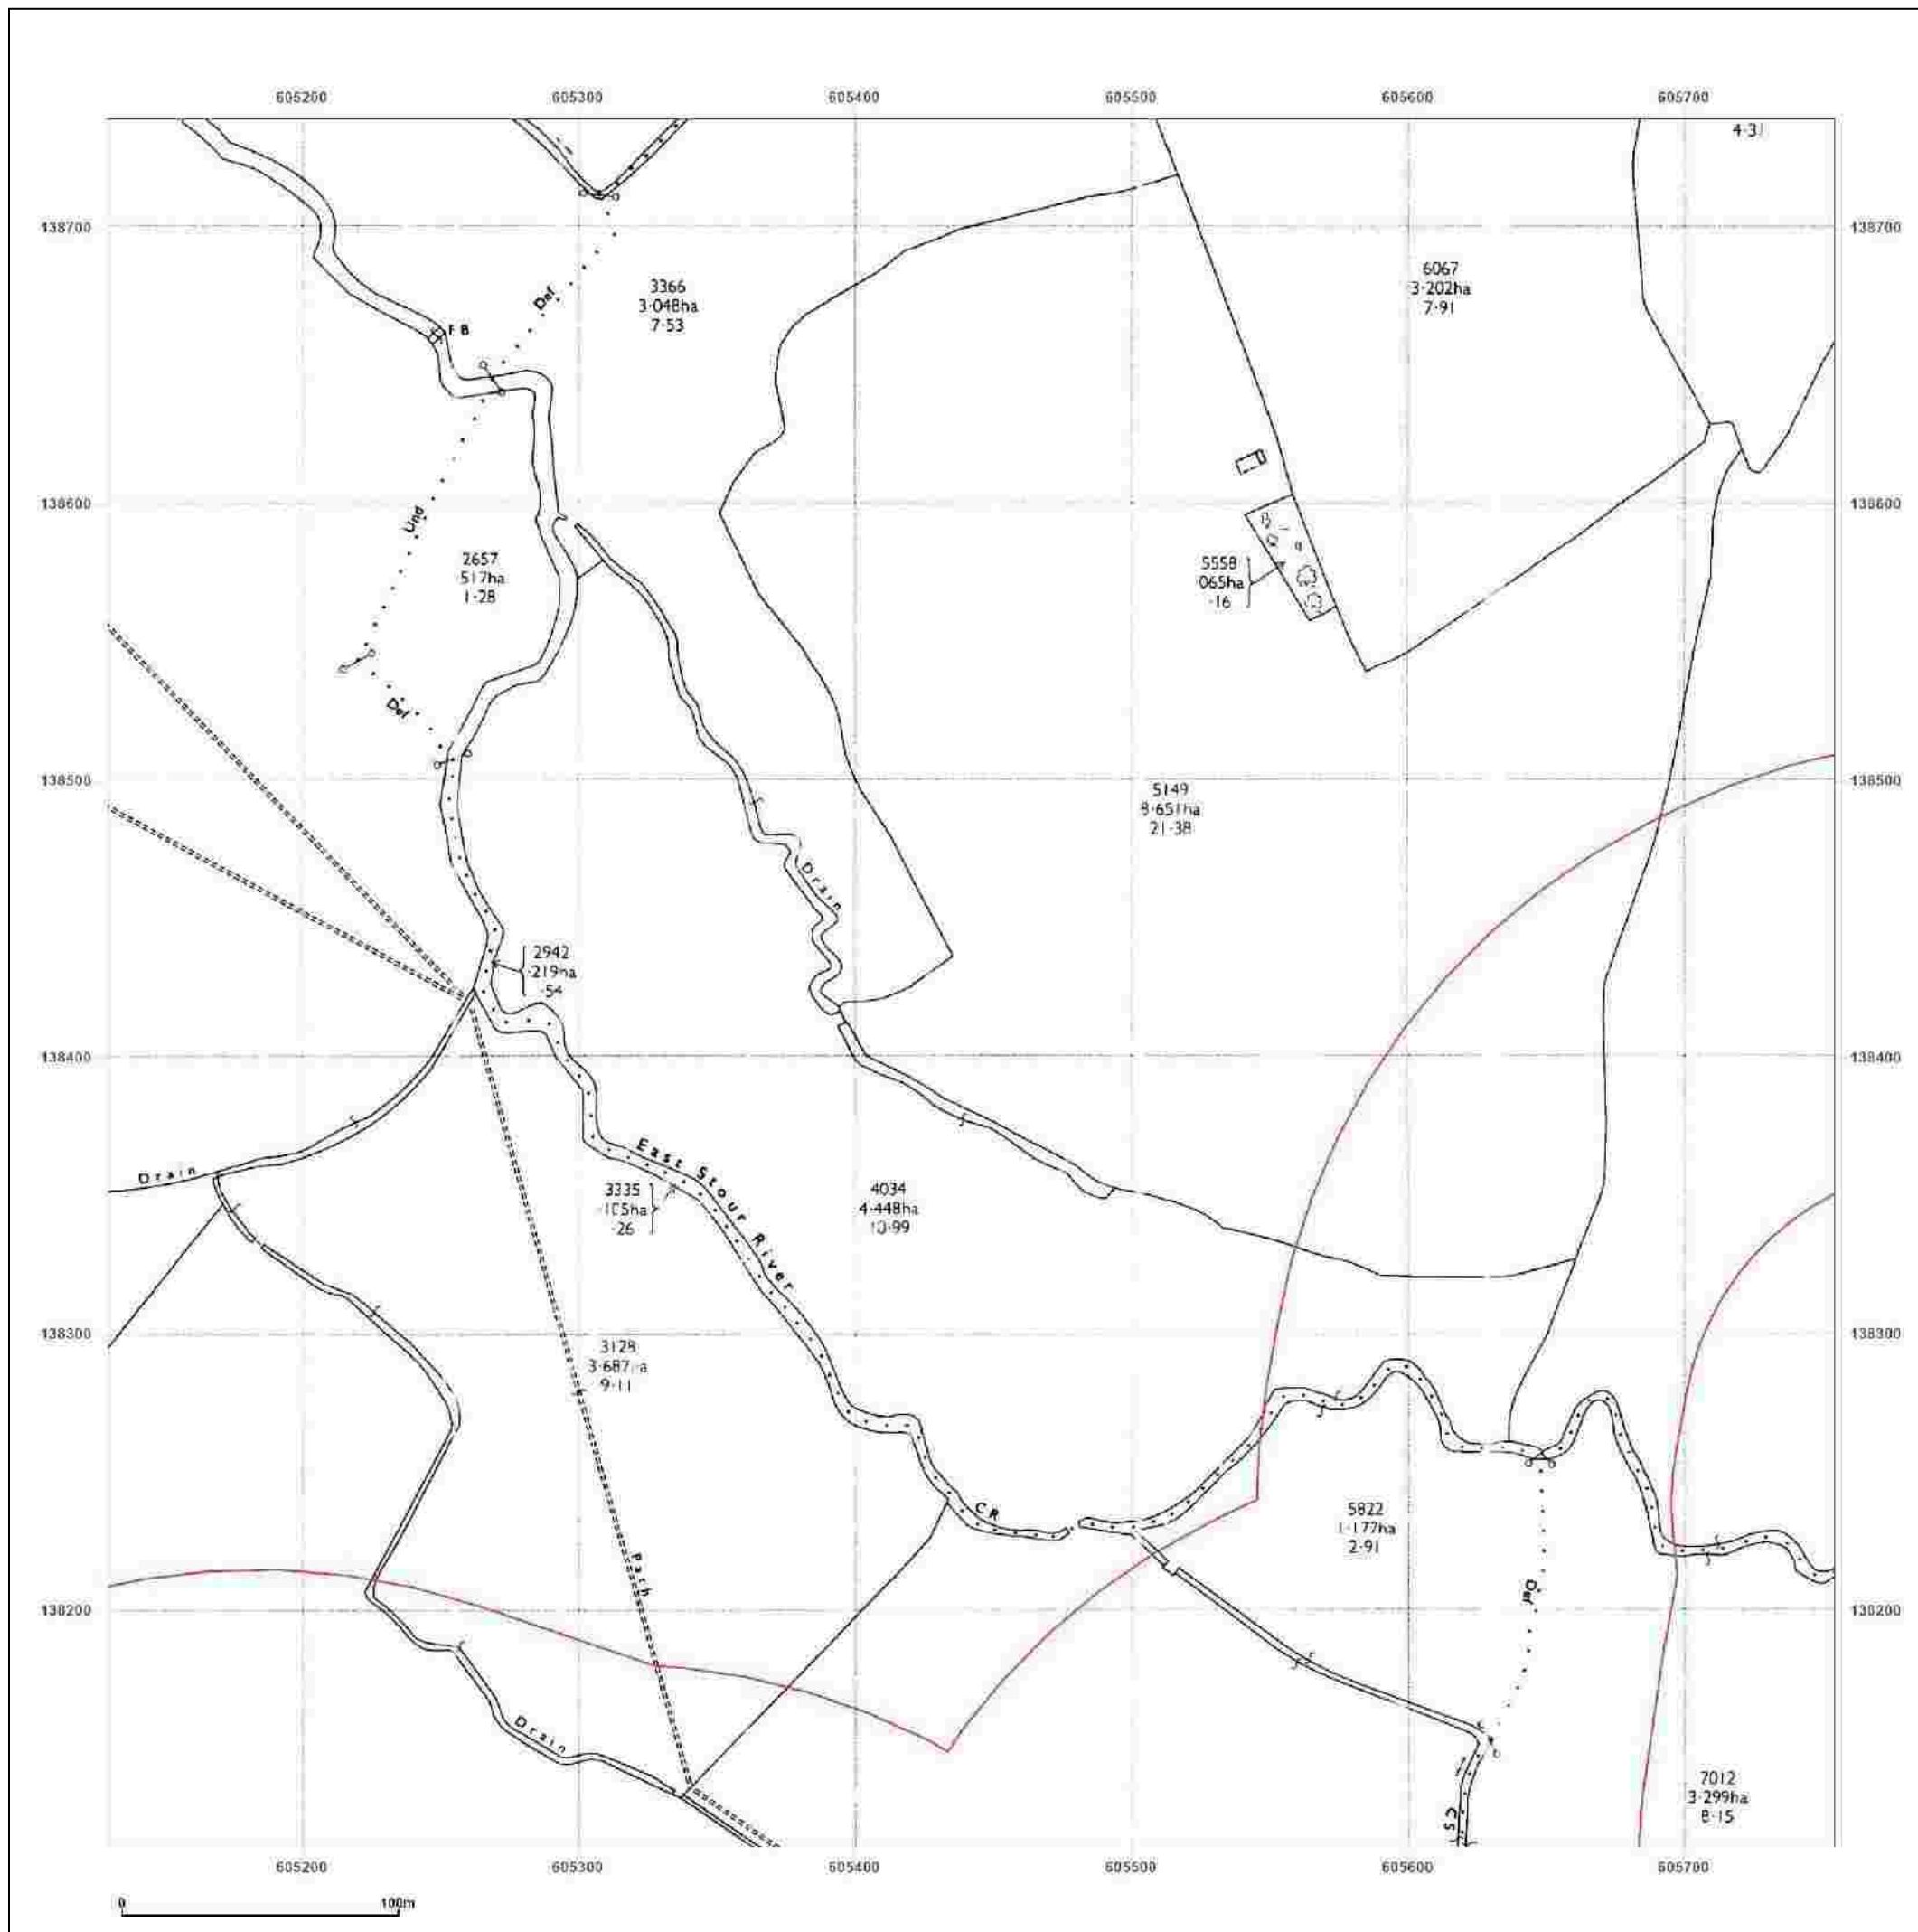 605200 605300 605400 605500 605600 605700
4·31
138700 138700
6067
3·202ha
7·91
3366
3·048ha
7·53
Def
FB
138600 138600
Und
2657
·517ha
1·28
5558
·065ha
·16
Def
138500 138500
5149
8·651ha
21·38
Drain
2942
·219ha
·54
138400 138400
East Stour River
Drain
3335
·26
4034
4·448ha
10·99
138300 138300
3128
9·11
CR
5822
1·177ha
2·91
Path
Def
138200 138200
Drain
7012
3·299ha
8·15
CS
605200 605300 605400 605500 605600 605700
0 100m